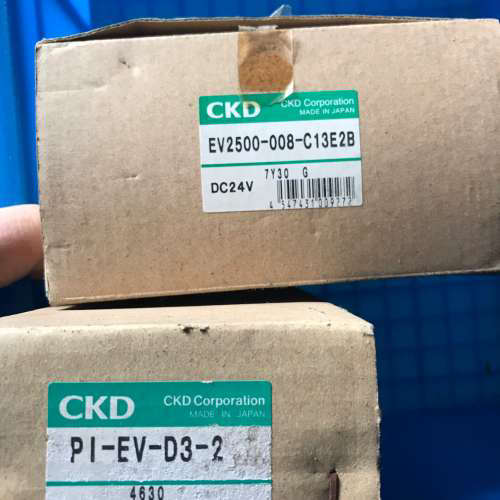 CKD CKD Corporation
MADE IN JAPAN
EV2500-008-C13E2B
7Y30 G
DC24V
CKD CKD Corporation
MADE IN JAPAN
PI-EV-D3-2
4630